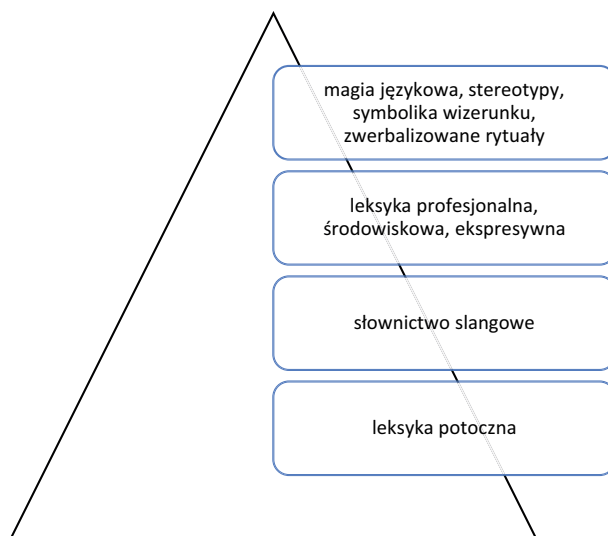 magia językowa, stereotypy,
symbolika wizerunku,
zwerbalizowane rytuały
leksyka profesjonalna,
środowiskowa, ekspresywna
słownictwo slangowe
leksyka potoczna